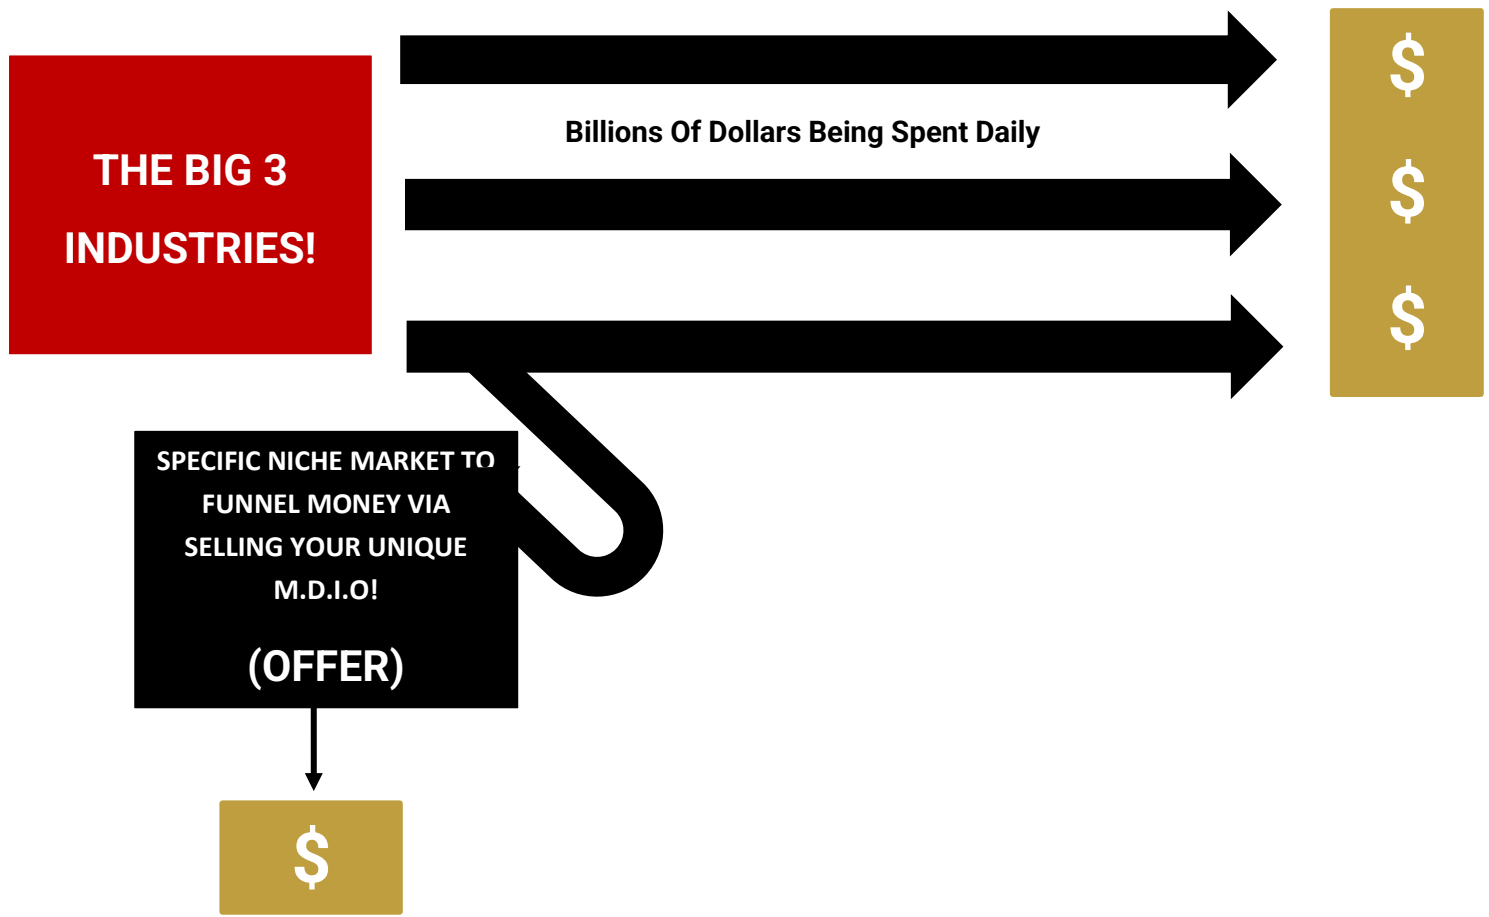 THE BIG 3
INDUSTRIES!
Billions Of Dollars Being Spent Daily
$
$
$
SPECIFIC NICHE MARKET TO
FUNNEL MONEY VIA
SELLING YOUR UNIQUE
M.D.I.O!
(OFFER)
$